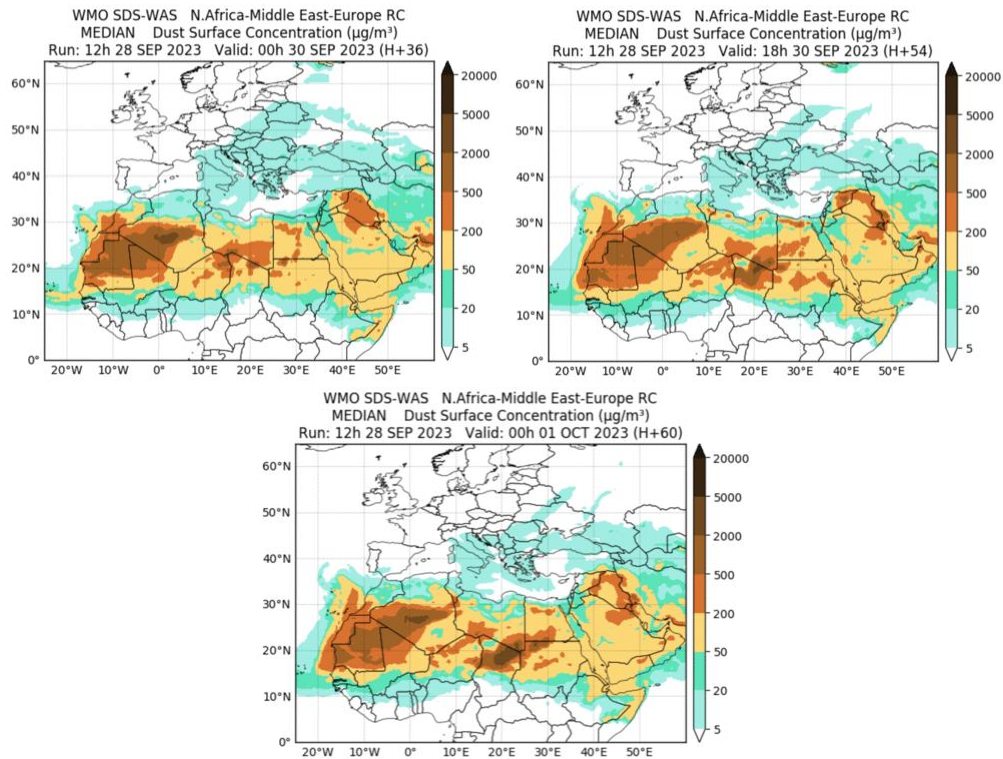 WMO SDS-WAS N.Africa-Middle East-Europe RC
MEDIAN Dust Surface Concentration (µg/m³)
Run: 12h 28 SEP 2023 Valid: 00h 30 SEP 2023 (H+36)
60°N
50°N
40°N
30°N
20°N
10°N
0°
20°W 10°W 0° 10°E 20°E 30°E 40°E 50°E
20000
5000
2000
500
200
50
20
5
WMO SDS-WAS N.Africa-Middle East-Europe RC
MEDIAN Dust Surface Concentration (µg/m³)
Run: 12h 28 SEP 2023 Valid: 18h 30 SEP 2023 (H+54)
60°N
50°N
40°N
30°N
20°N
10°N
0°
20°W 10°W 0° 10°E 20°E 30°E 40°E 50°E
20000
5000
2000
500
200
50
20
5
WMO SDS-WAS N.Africa-Middle East-Europe RC
MEDIAN Dust Surface Concentration (µg/m³)
Run: 12h 28 SEP 2023 Valid: 00h 01 OCT 2023 (H+60)
60°N
50°N
40°N
30°N
20°N
10°N
0°
20°W 10°W 0° 10°E 20°E 30°E 40°E 50°E
20000
5000
2000
500
200
50
20
5